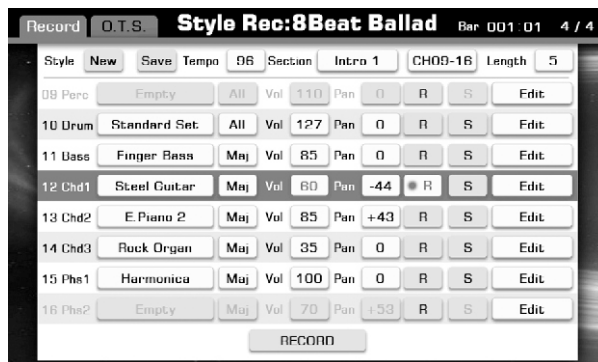 Record O.T.S. Style Rec:8Beat Ballad Bar 001:01 4/4
Style New Save Tempo 96 Section Intro 1 CH09-16 Length 5
09 Perc Empty All Vol 110 Pan 0 R S Edit
10 Drum Standard Set All Vol 127 Pan 0 R S Edit
11 Bass Finger Bass Maj Vol 85 Pan 0 R S Edit
12 Chd1 Steel Guitar Maj Vol 60 Pan -44 R S Edit
13 Chd2 E.Piano 2 Maj Vol 85 Pan +43 R S Edit
14 Chd3 Rock Organ Maj Vol 35 Pan 0 R S Edit
15 Phs1 Harmonica Maj Vol 100 Pan 0 R S Edit
16 Phs2 Empty Maj Vol 70 Pan +53 R S Edit
RECORD